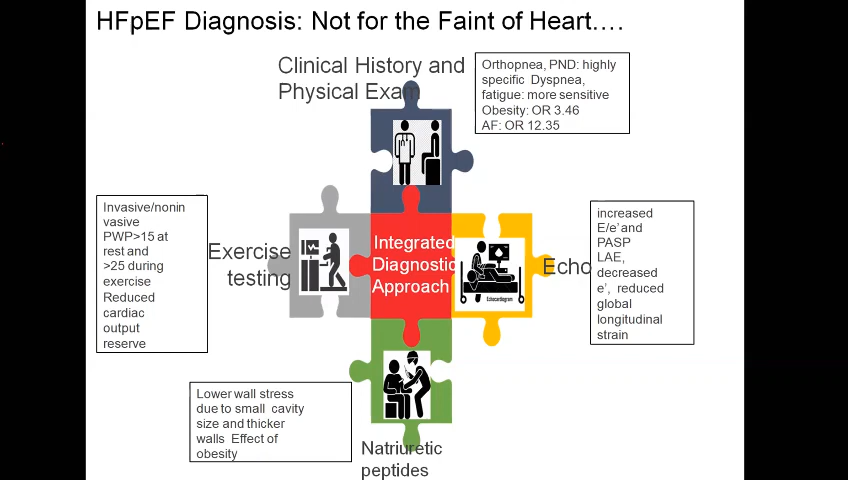 HFpEF Diagnosis: Not for the Faint of Heart….
Clinical History and
Physical Exam
Orthopnea, PND: highly
specific Dyspnea,
fatigue: more sensitive
Obesity: OR 3.46
AF: OR 12.35
Invasive/nonin
vasive
PWP>15 at
rest and
>25 during
exercise
Reduced
cardiac
output
reserve
Exercise
testing
Integrated
Diagnostic
Approach
Echocardiogram
Echo
increased
E/e' and
PASP
LAE,
decreased
e', reduced
global
longitudinal
strain
Lower wall stress
due to small cavity
size and thicker
walls Effect of
obesity
Natriuretic
peptides